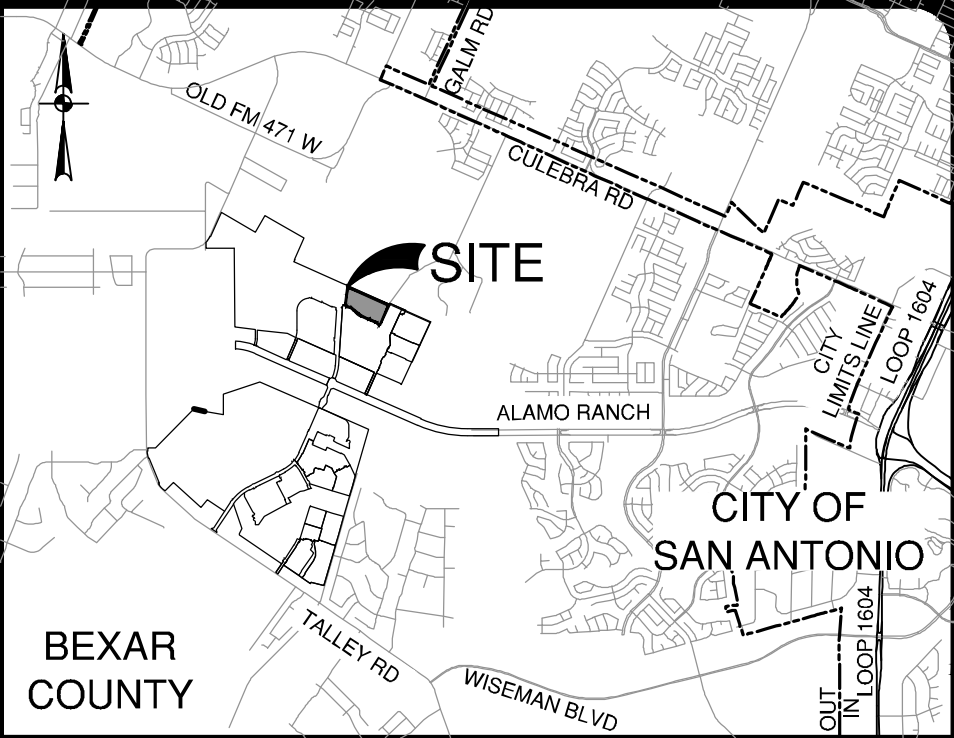 GALM RD
OLD FM 471 W
CULEBRA RD
SITE
CITY
LIMITS LINE
LOOP 1604
ALAMO RANCH
CITY OF
SAN ANTONIO
TALLEY RD
BEXAR
COUNTY
WISEMAN BLVD
OUT
IN
LOOP 1604